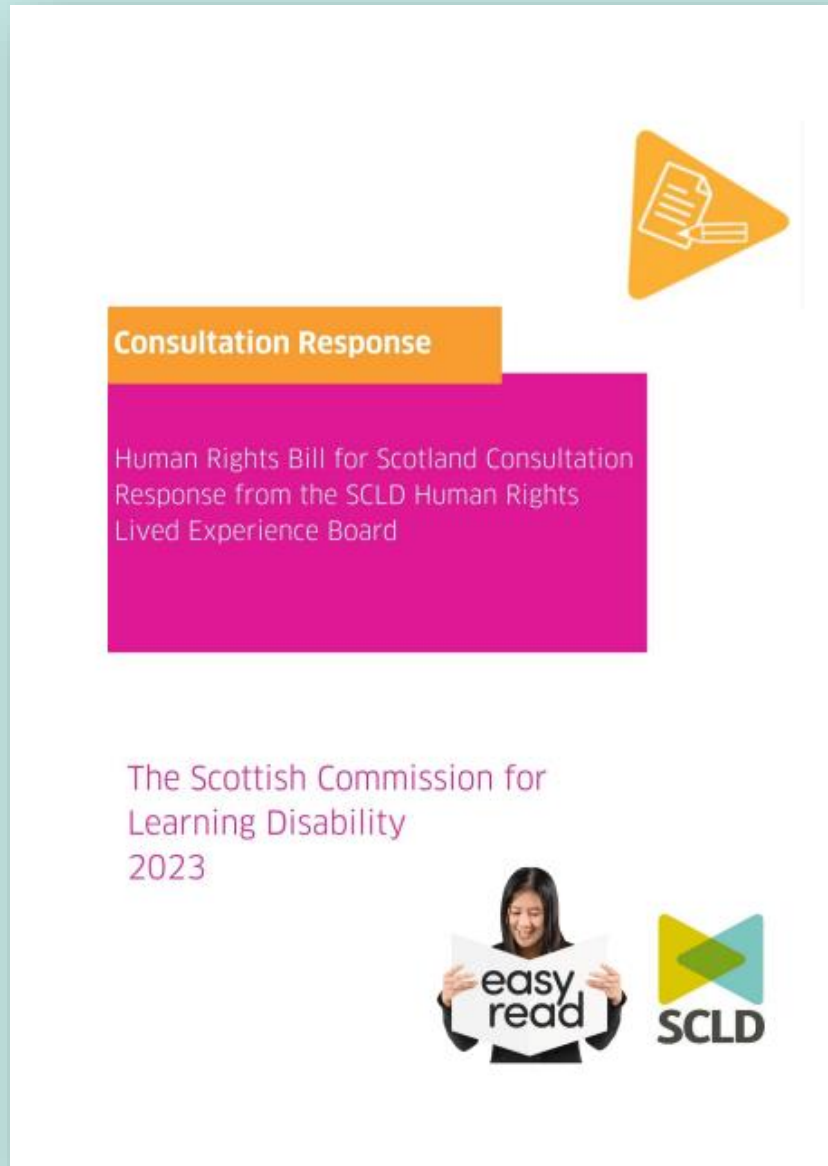 Consultation Response
Human Rights Bill for Scotland Consultation
Response from the SCLD Human Rights
Lived Experience Board
The Scottish Commission for
Learning Disability
2023
easy
read
SCLD